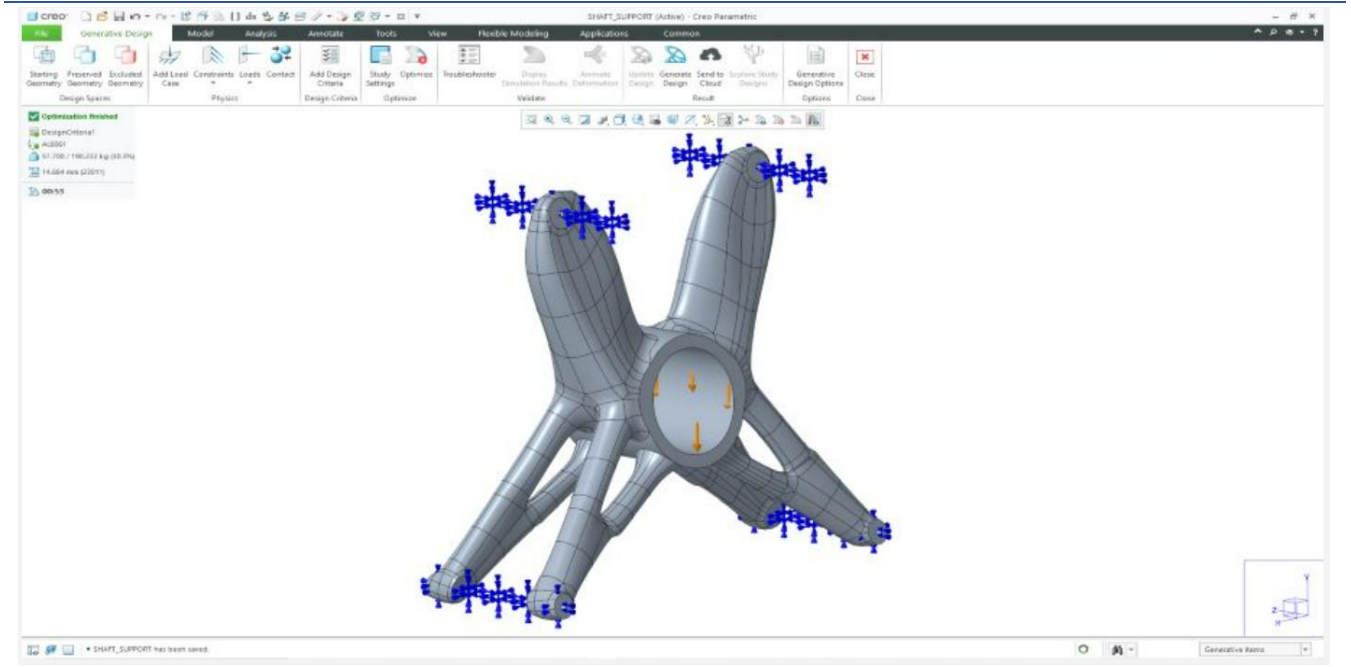 creo
SHAFT_SUPPORT (Active) - Creo Parametric
File Generative Design Model Analysis Annotate Tools View Flexible Modeling Applications Common
Starting Geometry
Preserved Geometry
Excluded Geometry
Add Load Case
Constraints
Loads
Contact
Add Design Criteria
Study Settings
Optimize
Troubleshooter
Display Simulation Results
Animate Deformation
Update Design
Generate Design
Send to Cloud
Explore Study Designs
Generative Design Options
Close
Design Spaces Physics Design Criteria Optimize Validate Result Options Close
Optimization finished
DesignCriteria1
00:53
Y
Z
X
SHAFT_SUPPORT has been saved.
Generative Items